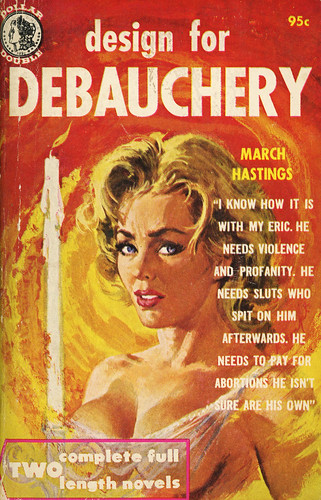 DOLLAR
DOUBLE
95c
design for
DEBAUCHERY
MARCH
HASTINGS
"I KNOW HOW IT IS
WITH MY ERIC. HE
NEEDS VIOLENCE
AND PROFANITY. HE
NEEDS SLUTS WHO
SPIT ON HIM
AFTERWARDS. HE
NEEDS TO PAY FOR
ABORTIONS HE ISN'T
SURE ARE HIS OWN"
TWO complete full
length novels